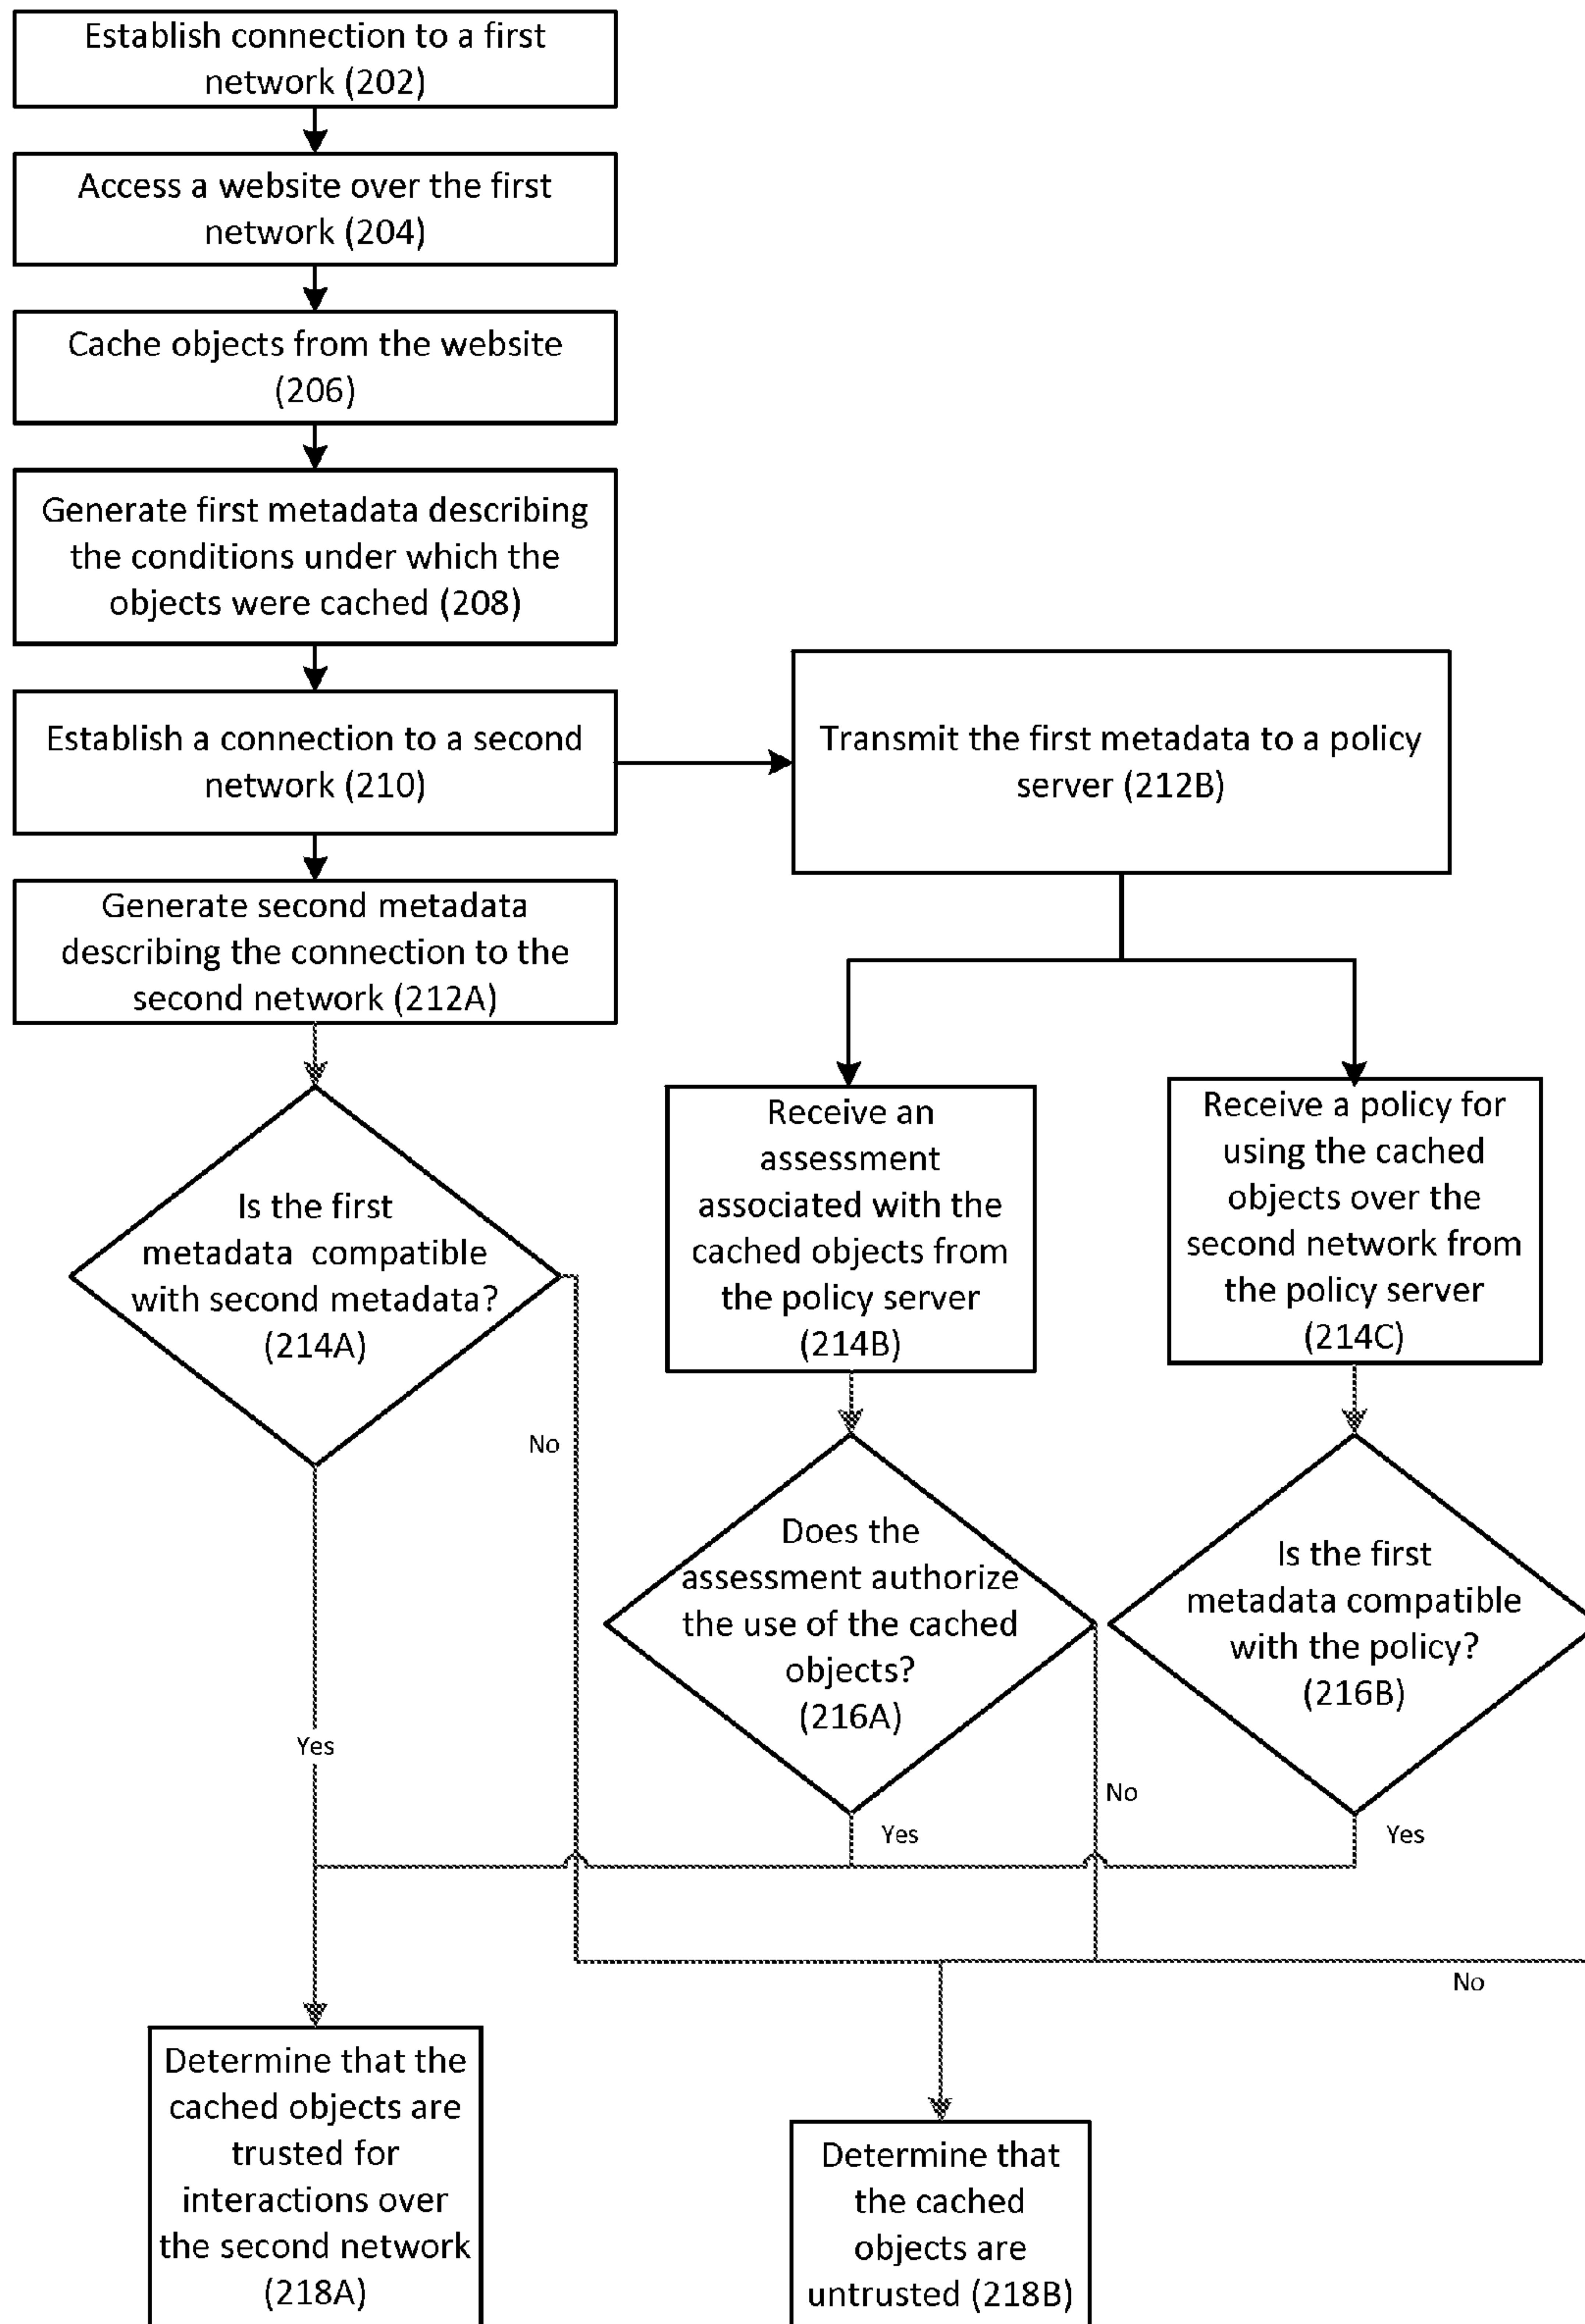 Establish connection to a first
network (202)
Access a website over the first
network (204)
Cache objects from the website
(206)
Generate first metadata describing
the conditions under which the
objects were cached (208)
Establish a connection to a second
network (210)
Transmit the first metadata to a policy
server (212B)
Generate second metadata
describing the connection to the
second network (212A)
Is the first
metadata compatible
with second metadata?
(214A)
Receive an
assessment
associated with the
cached objects from
the policy server
(214B)
Receive a policy for
using the cached
objects over the
second network from
the policy server
(214C)
No
Does the
assessment authorize
the use of the cached
objects?
(216A)
Is the first
metadata compatible
with the policy?
(216B)
Yes
No
Yes
Yes
No
Determine that the
cached objects are
trusted for
interactions over
the second network
(218A)
Determine that
the cached
objects are
untrusted (218B)